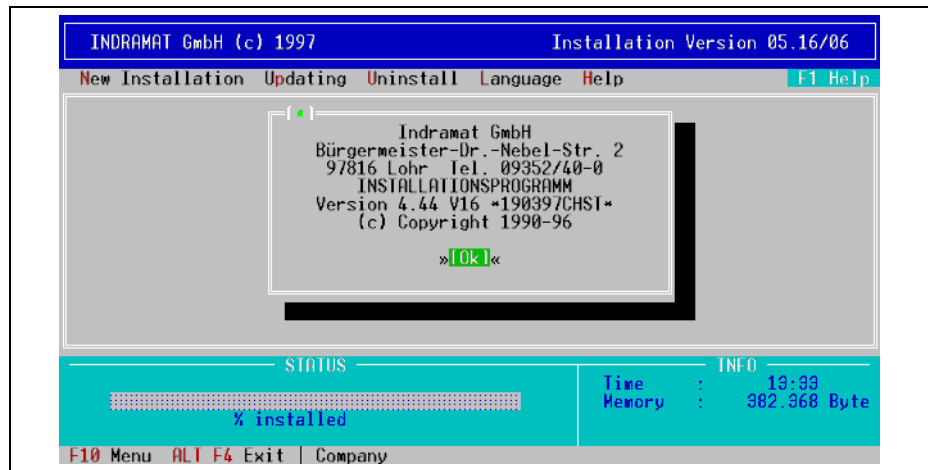 INDRAMAT GmbH (c) 1997 Installation Version 05.16/06
New Installation Updating Uninstall Language Help F1 Help
Indramat GmbH
Bürgermeister-Dr.-Nebel-Str. 2
97816 Lohr Tel. 09352/40-0
INSTALLATIONSPROGRAMM
Version 4.44 V16 *190397CHST*
(c) Copyright 1990-96
»[Ok]«
STATUS INFO
Time : 13:33
Memory : 382.368 Byte
% installed
F10 Menu ALT F4 Exit | Company